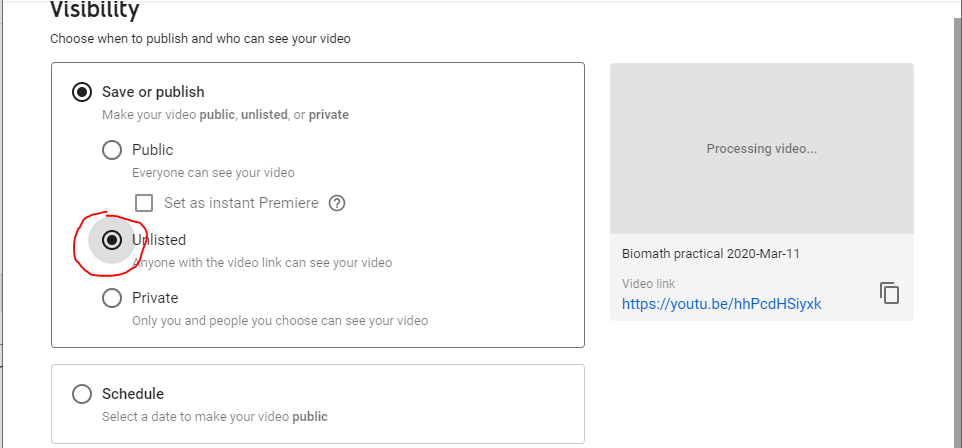 Visibility
Choose when to publish and who can see your video
Save or publish
Make your video public, unlisted, or private
Public
Everyone can see your video
Set as instant Premiere ?
Unlisted
Anyone with the video link can see your video
Private
Only you and people you choose can see your video
Schedule
Select a date to make your video public
Processing video...
Biomath practical 2020-Mar-11
Video link
https://youtu.be/hhPcdHSiyxk